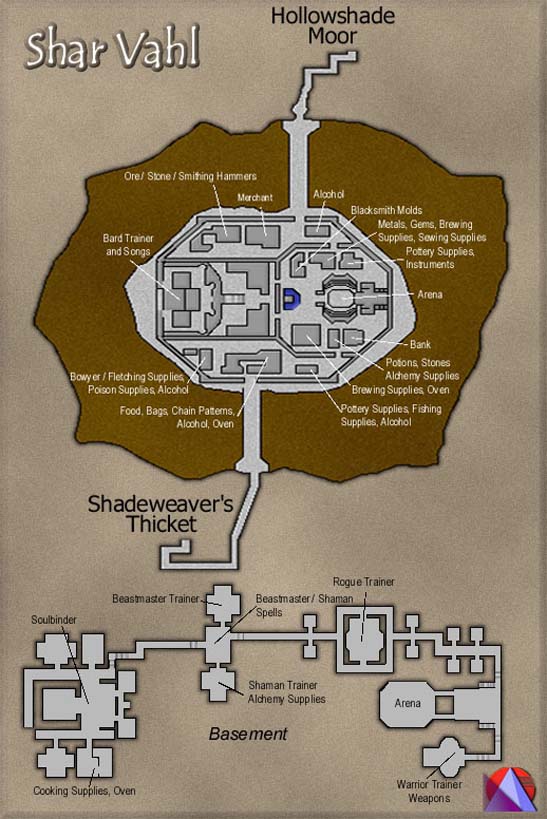 Hollowshade
Moor
Shar Vahl
Ore / Stone / Smithing Hammers
Merchant
Alcohol
Blacksmith Molds
Metals, Gems, Brewing
Supplies, Sewing Supplies
Bard Trainer
and Songs
Pottery Supplies,
Instruments
Arena
Bank
Potions, Stones
Alchemy Supplies
Bowyer / Fletching Supplies,
Poison Supplies, Alcohol
Brewing Supplies, Oven
Food, Bags, Chain Patterns,
Alcohol, Oven
Pottery Supplies, Fishing
Supplies, Alcohol
Shadeweaver's
Thicket
Rogue Trainer
Beastmaster Trainer
Beastmaster / Shaman
Spells
Soulbinder
Shaman Trainer
Alchemy Supplies
Arena
Basement
Cooking Supplies, Oven
Warrior Trainer
Weapons